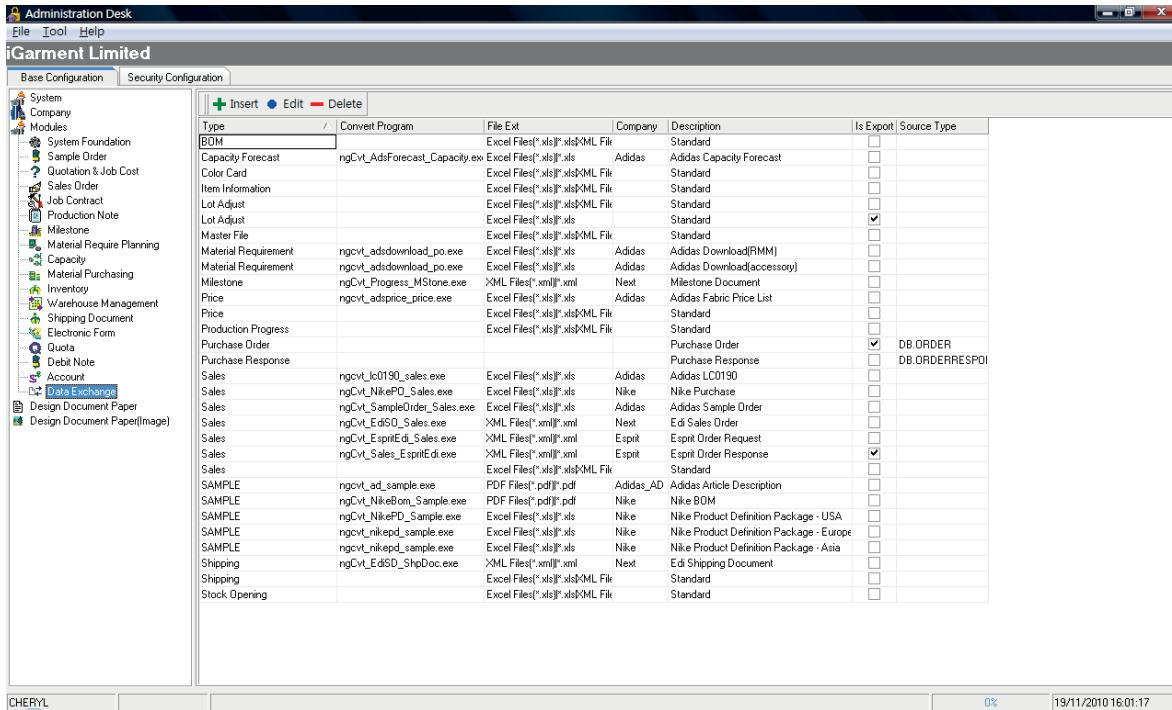 Administration Desk
File Tool Help
iGarment Limited
Base Configuration Security Configuration
System
Company
Modules
System Foundation
Sample Order
Quotation & Job Cost
Sales Order
Job Contract
Production Note
Milestone
Material Require Planning
Capacity
Material Purchasing
Inventory
Warehouse Management
Shipping Document
Electronic Form
Quota
Debit Note
Account
Data Exchange
Design Document Paper
Design Document Paper(Image)
Insert Edit Delete
Type Convert Program File Ext Company Description Is Export Source Type
BOM Excel Files(*.xls)|*.xls|XML File Standard
Capacity Forecast ngCvt_AdsForecast_Capacity.exe Excel Files(*.xls)|*.xls Adidas Adidas Capacity Forecast
Color Card Excel Files(*.xls)|*.xls|XML File Standard
Item Information Excel Files(*.xls)|*.xls|XML File Standard
Lot Adjust Excel Files(*.xls)|*.xls|XML File Standard
Lot Adjust Excel Files(*.xls)|*.xls Standard
Master File Excel Files(*.xls)|*.xls|XML File Standard
Material Requirement ngcvt_adsdownload_po.exe Excel Files(*.xls)|*.xls Adidas Adidas Download(RMM)
Material Requirement ngcvt_adsdownload_po.exe Excel Files(*.xls)|*.xls Adidas Adidas Download(accessory)
Milestone ngCvt_Progress_MStone.exe XML Files(*.xml)|*.xml Next Milestone Document
Price ngcvt_adsprice_price.exe Excel Files(*.xls)|*.xls Adidas Adidas Fabric Price List
Price Excel Files(*.xls)|*.xls|XML File Standard
Production Progress Excel Files(*.xls)|*.xls|XML File Standard
Purchase Order Purchase Order DB.ORDER
Purchase Response Purchase Response DB.ORDERRESPOI
Sales ngcvt_lc0190_sales.exe Excel Files(*.xls)|*.xls Adidas Adidas LC0190
Sales ngCvt_NikePO_Sales.exe Excel Files(*.xls)|*.xls Nike Nike Purchase
Sales ngCvt_SampleOrder_Sales.exe Excel Files(*.xls)|*.xls Adidas Adidas Sample Order
Sales ngCvt_EdiSO_Sales.exe XML Files(*.xml)|*.xml Next Edi Sales Order
Sales ngCvt_EspritEdi_Sales.exe XML Files(*.xml)|*.xml Esprit Esprit Order Request
Sales ngCvt_Sales_EspritEdi.exe XML Files(*.xml)|*.xml Esprit Esprit Order Response
Sales Excel Files(*.xls)|*.xls|XML File Standard
SAMPLE ngcvt_ad_sample.exe PDF Files(*.pdf)|*.pdf Adidas_AD Adidas Article Description
SAMPLE ngCvt_NikeBom_Sample.exe PDF Files(*.pdf)|*.pdf Nike Nike BOM
SAMPLE ngCvt_NikePD_Sample.exe Excel Files(*.xls)|*.xls Nike Nike Product Definition Package - USA
SAMPLE ngcvt_nikepd_sample.exe Excel Files(*.xls)|*.xls Nike Nike Product Definition Package - Europe
SAMPLE ngcvt_nikepd_sample.exe Excel Files(*.xls)|*.xls Nike Nike Product Definition Package - Asia
Shipping ngCvt_EdiSD_ShpDoc.exe XML Files(*.xml)|*.xml Next Edi Shipping Document
Shipping Excel Files(*.xls)|*.xls|XML File Standard
Stock Opening Excel Files(*.xls)|*.xls|XML File Standard
CHERYL 0% 19/11/2010 16:01:17